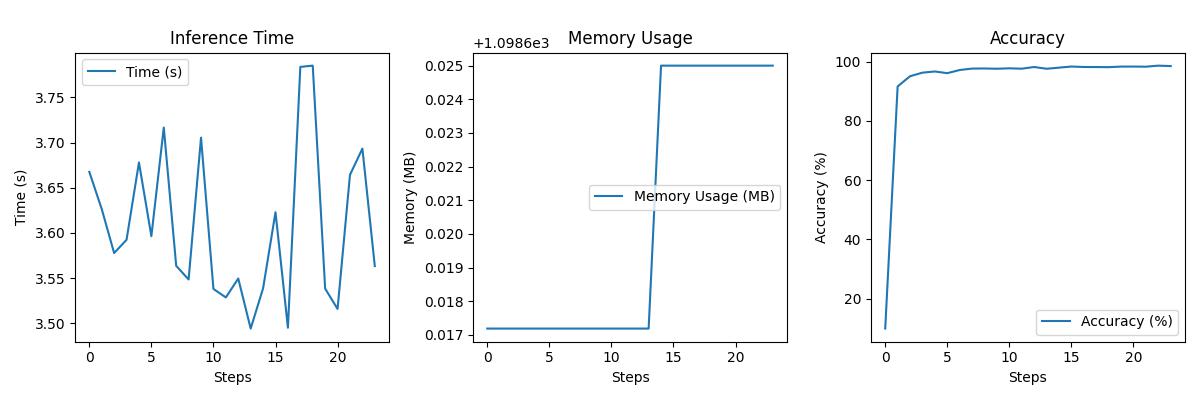 Inference Time
Time (s)
3.75
3.70
3.65
3.60
3.55
3.50
Time (s)
0 5 10 15 20
Steps
+1.0986e3
Memory Usage
0.025
0.024
0.023
0.022
0.021
0.020
0.019
0.018
0.017
Memory (MB)
Memory Usage (MB)
0 5 10 15 20
Steps
Accuracy
100
80
60
40
20
Accuracy (%)
Accuracy (%)
0 5 10 15 20
Steps